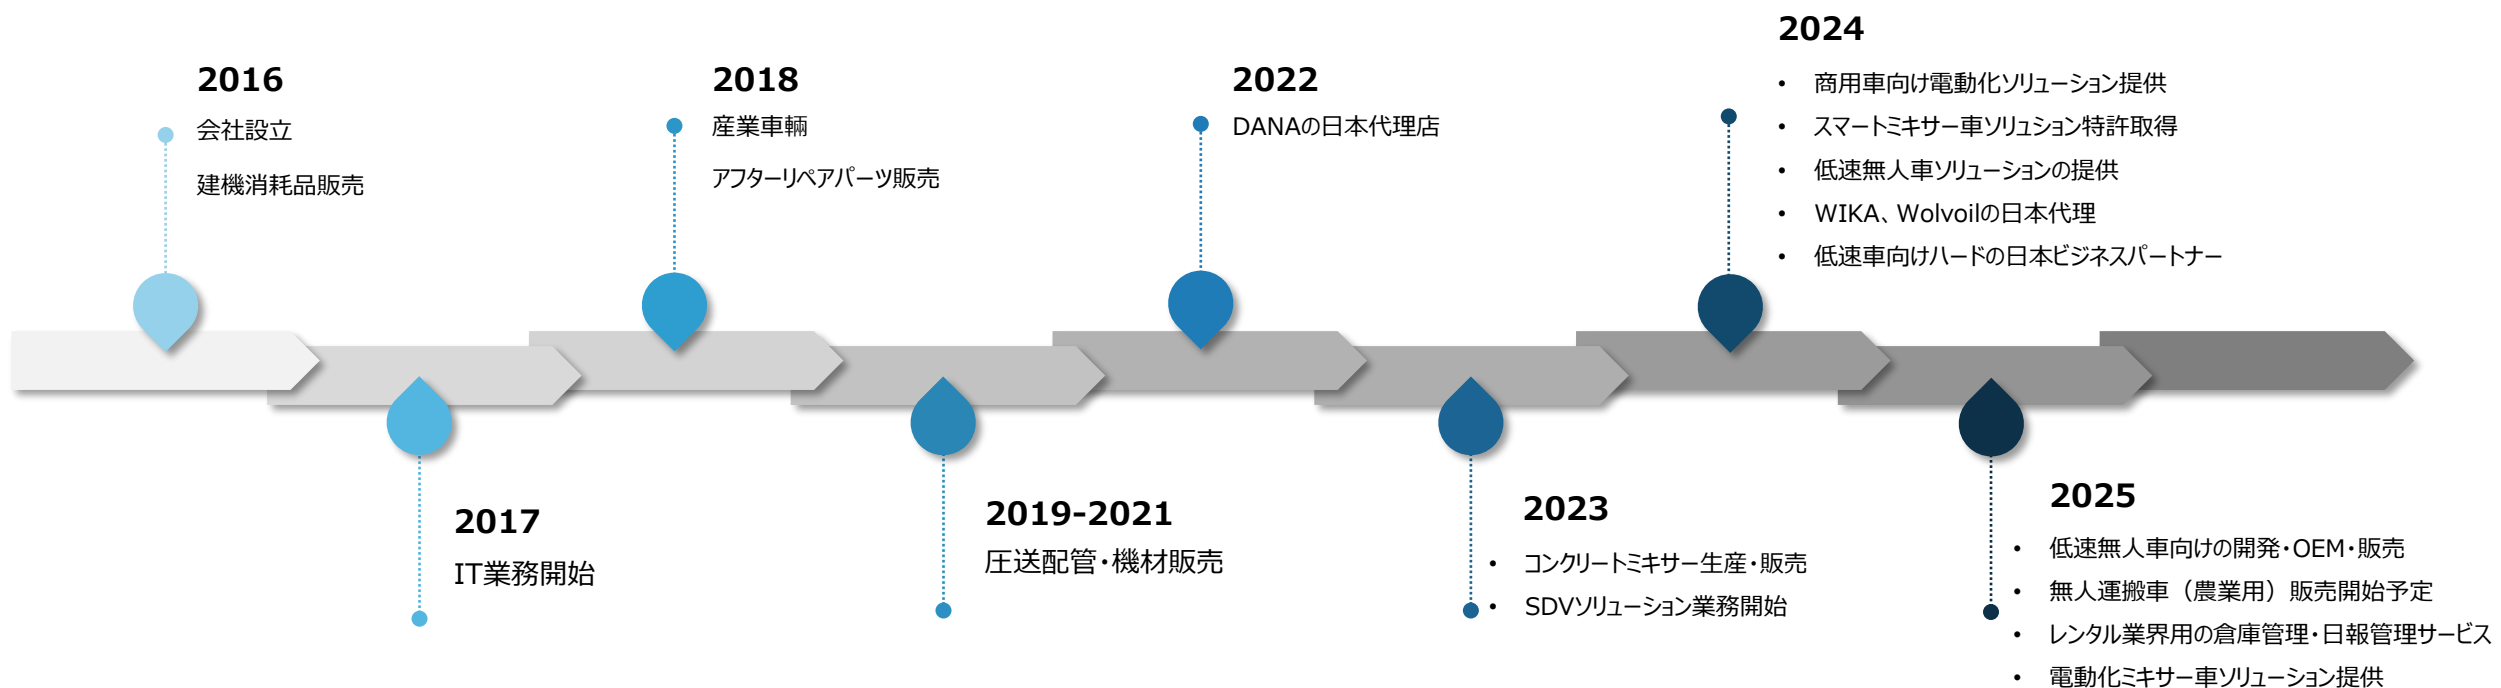 2016
会社設立
建機消耗品販売
2017
IT業務開始
2018
産業車輛
アフターリペアパーツ販売
2019-2021
圧送配管・機材販売
2022
DANAの日本代理店
2023
• コンクリートミキサー生産・販売
• SDVソリューション業務開始
2024
• 商用車向け電動化ソリューション提供
• スマートミキサー車ソリュション特許取得
• 低速無人車ソリューションの提供
• WIKA、Wolvoilの日本代理
• 低速車向けハードの日本ビジネスパートナー
2025
• 低速無人車向けの開発・OEM・販売
• 無人運搬車（農業用）販売開始予定
• レンタル業界用の倉庫管理・日報管理サービス
• 電動化ミキサー車ソリューション提供